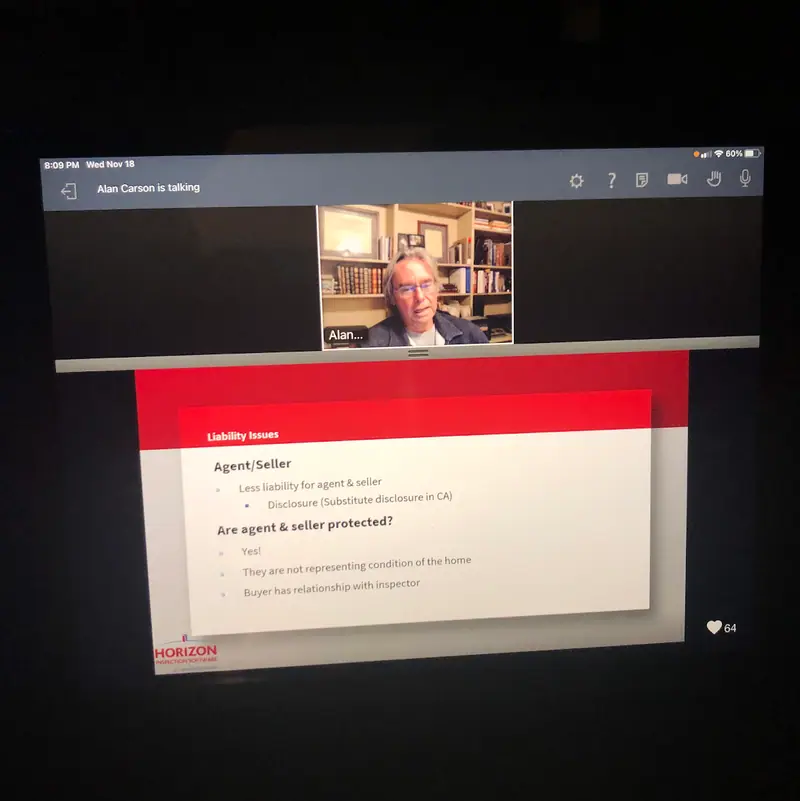 8:09 PM Wed Nov 18
60%
Alan Carson is talking
?
Alan...
Liability Issues
Agent/Seller
Less liability for agent & seller
Disclosure (Substitute disclosure in CA)
Are agent & seller protected?
Yes!
They are not representing condition of the home
Buyer has relationship with inspector
HORIZON
INSPECTION SOFTWARE
64